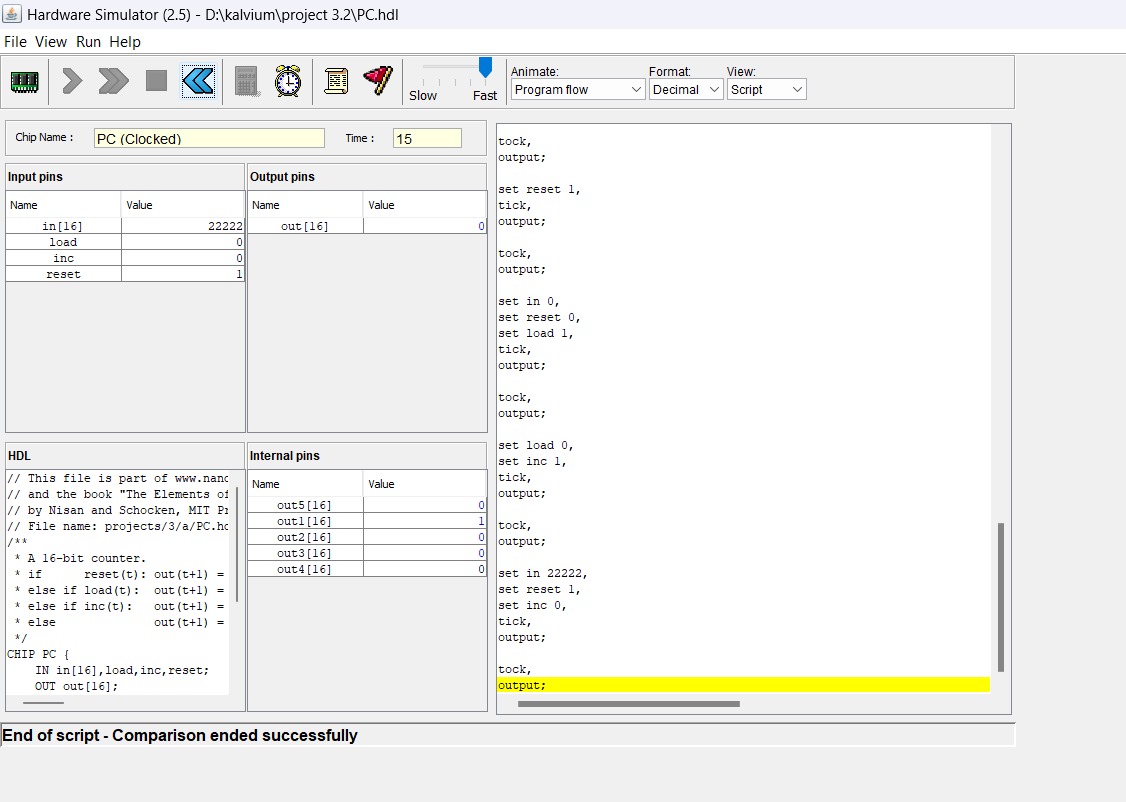 Hardware Simulator (2.5) - D:\kalvium\project 3.2\PC.hdl
File View Run Help
Slow Fast
Animate: Format: View:
Program flow Decimal Script
Chip Name : PC (Clocked) Time : 15
Input pins
Name Value
in[16] 22222
load 0
inc 0
reset 1
Output pins
Name Value
out[16] 0
HDL
// This file is part of www.nand
// and the book "The Elements of
// by Nisan and Schocken, MIT Pr
// File name: projects/3/a/PC.hd
/**
* A 16-bit counter.
* if reset(t): out(t+1) =
* else if load(t): out(t+1) =
* else if inc(t): out(t+1) =
* else out(t+1) =
*/
CHIP PC {
IN in[16],load,inc,reset;
OUT out[16];
Internal pins
Name Value
out5[16] 0
out1[16] 1
out2[16] 0
out3[16] 0
out4[16] 0
tock,
output;
set reset 1,
tick,
output;
tock,
output;
set in 0,
set reset 0,
set load 1,
tick,
output;
tock,
output;
set load 0,
set inc 1,
tick,
output;
tock,
output;
set in 22222,
set reset 1,
set inc 0,
tick,
output;
tock,
output;
End of script - Comparison ended successfully